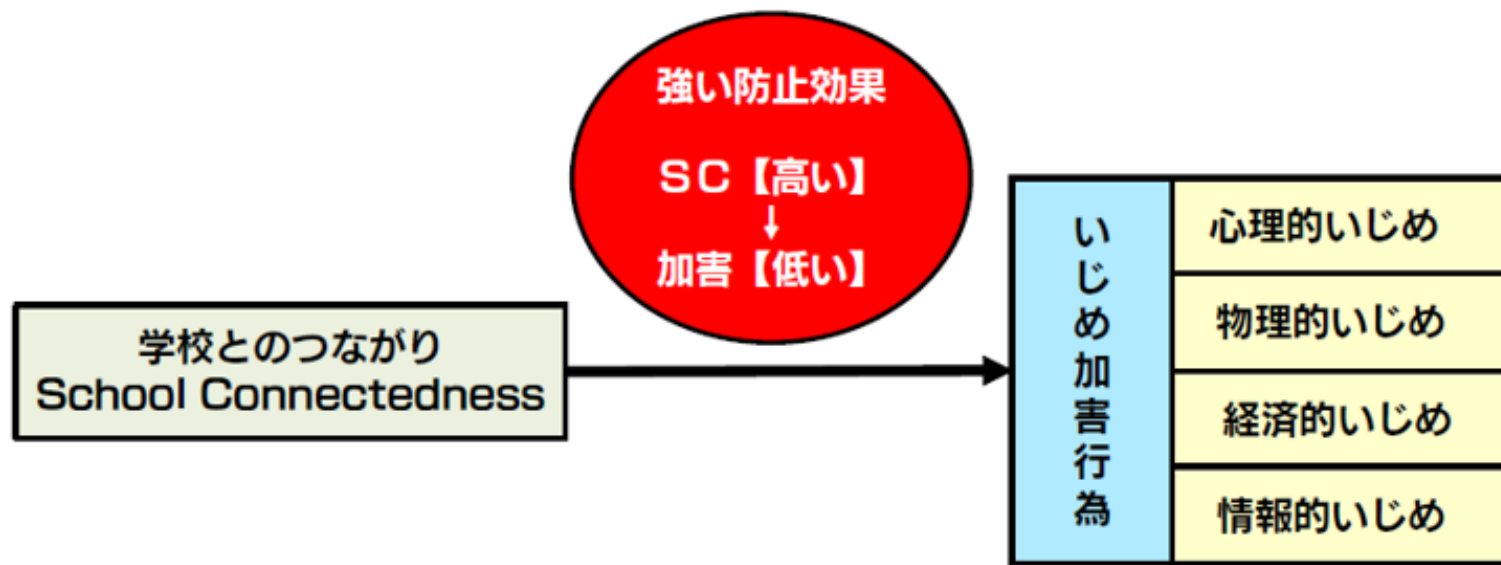 強い防止効果
SC【高い】
↓
加害【低い】
学校とのつながり
School Connectedness
いじめ加害行為
心理的いじめ
物理的いじめ
経済的いじめ
情報的いじめ